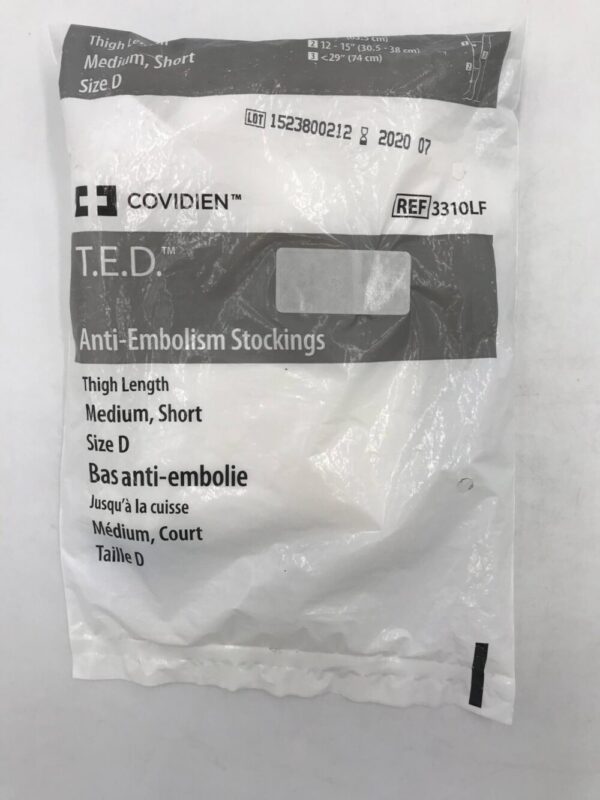 Thigh
Medium, Short
Size D
2 12 - 15" (30.5 - 38 cm)
3 <29" (74 cm)
LOT 1523800212 2020 07
COVIDIEN™
REF 3310LF
T.E.D.™
Anti-Embolism Stockings
Thigh Length
Medium, Short
Size D
Bas anti-embolie
Jusqu'à la cuisse
Médium, Court
Taille D